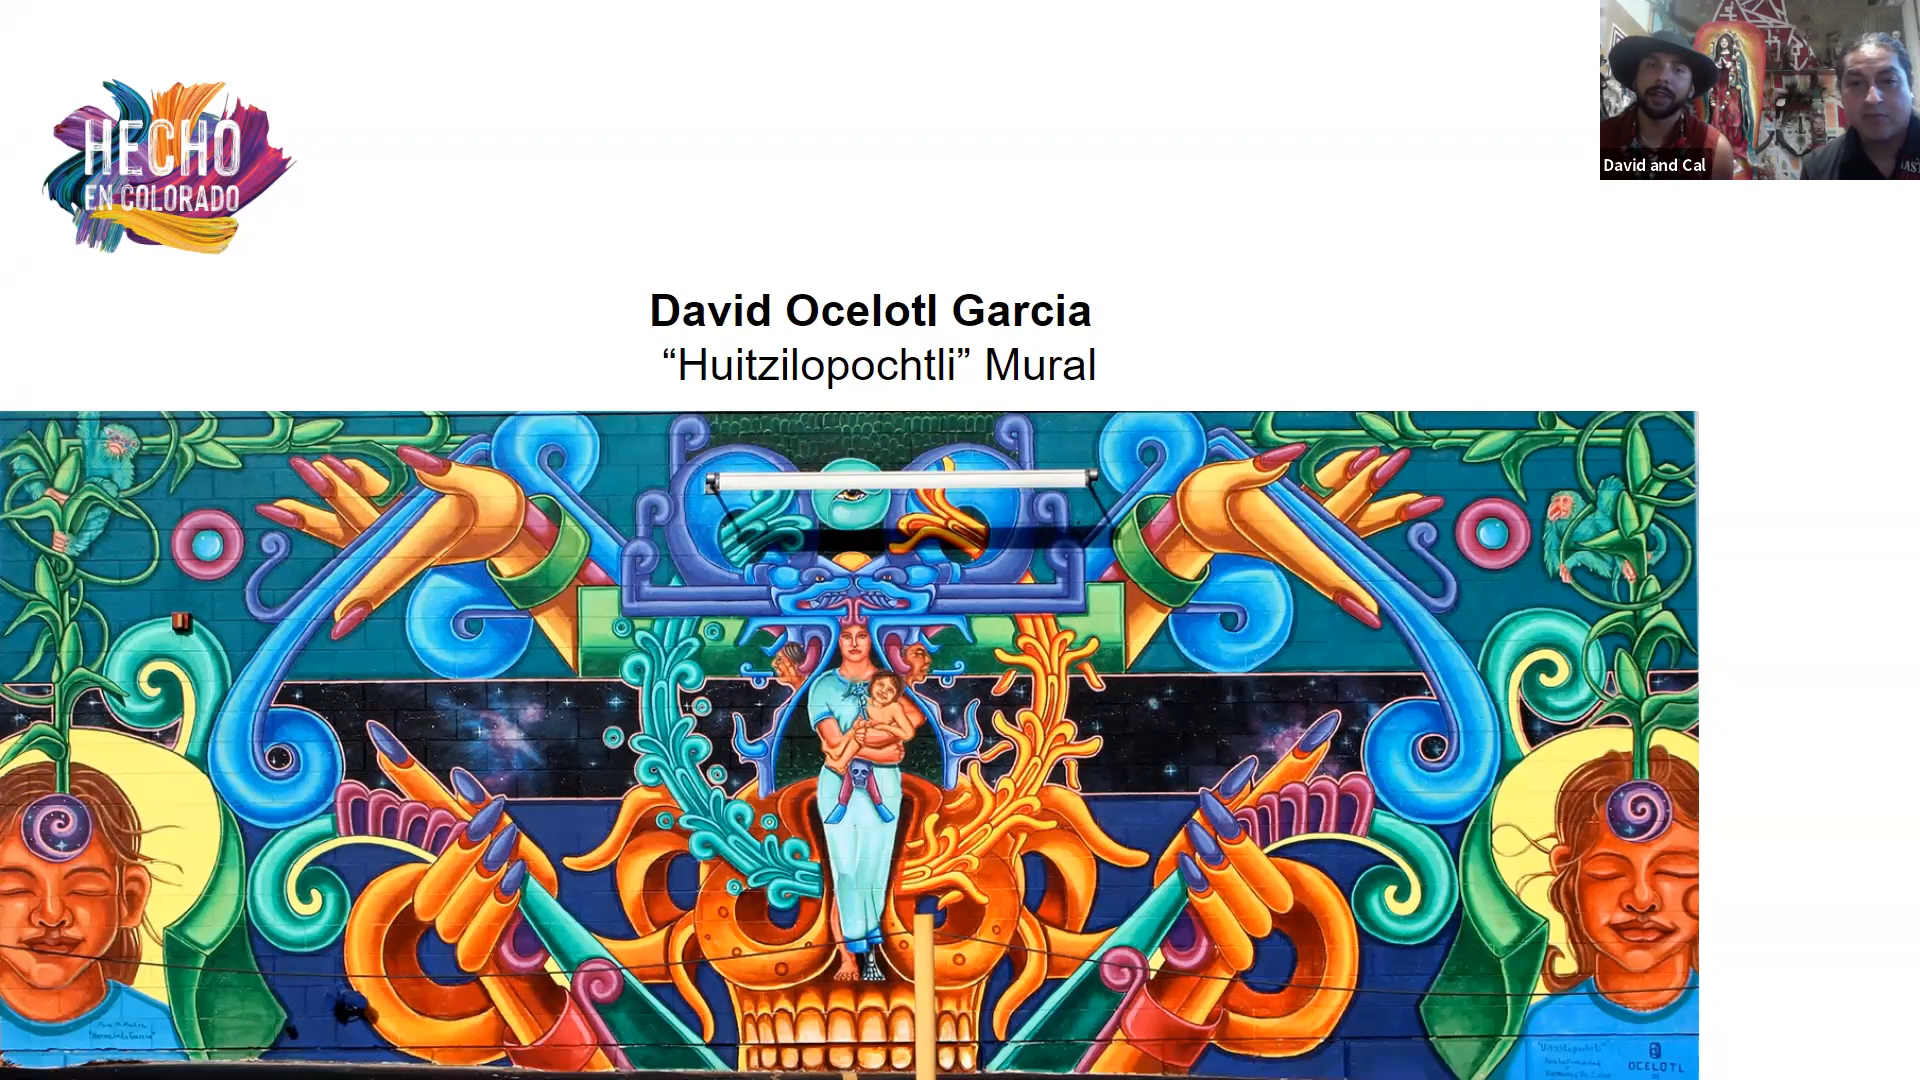 HECHO
EN COLORADO
David and Cal
David Ocelotl Garcia
“Huitzilopochtli” Mural
OCELOTL